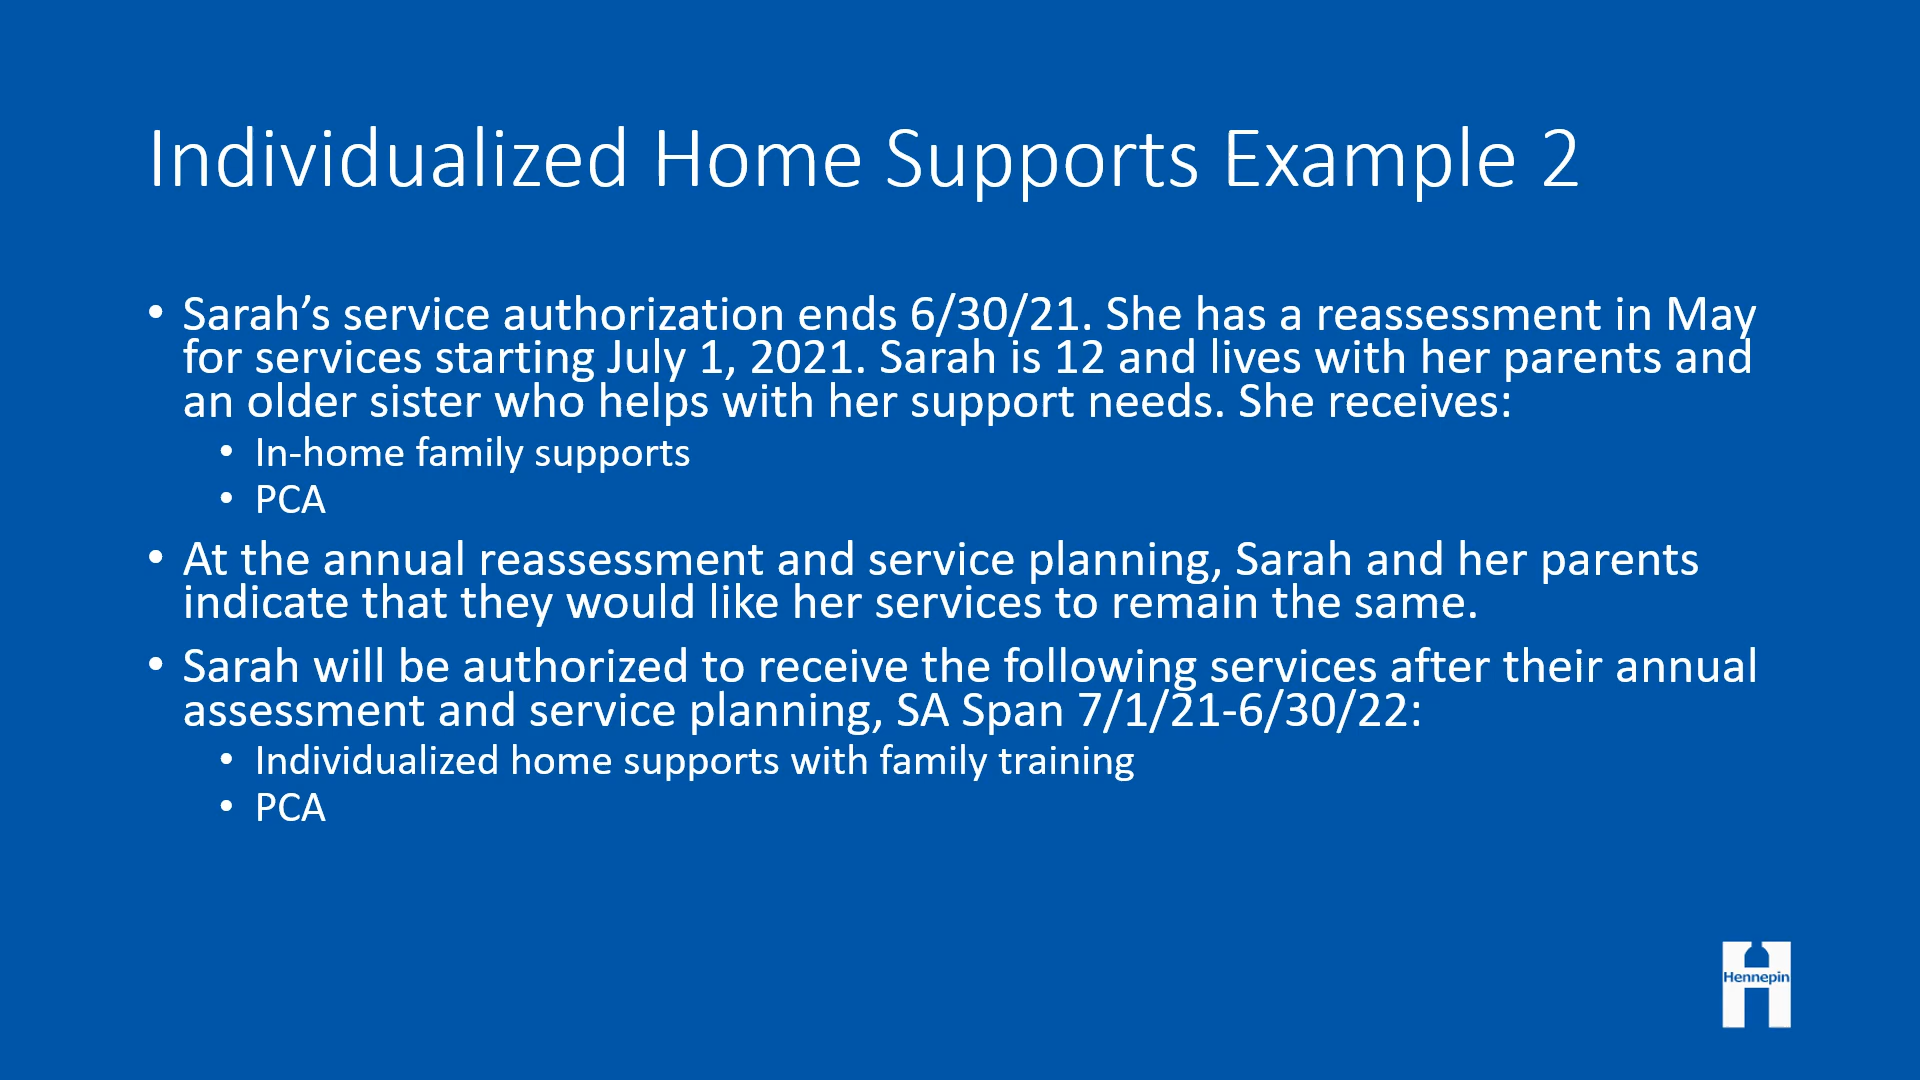 Individualized Home Supports Example 2
• Sarah’s service authorization ends 6/30/21. She has a reassessment in May
for services starting July 1, 2021. Sarah is 12 and lives with her parents and
an older sister who helps with her support needs. She receives:
• In-home family supports
• PCA
• At the annual reassessment and service planning, Sarah and her parents
indicate that they would like her services to remain the same.
• Sarah will be authorized to receive the following services after their annual
assessment and service planning, SA Span 7/1/21-6/30/22:
• Individualized home supports with family training
• PCA
Hennepin